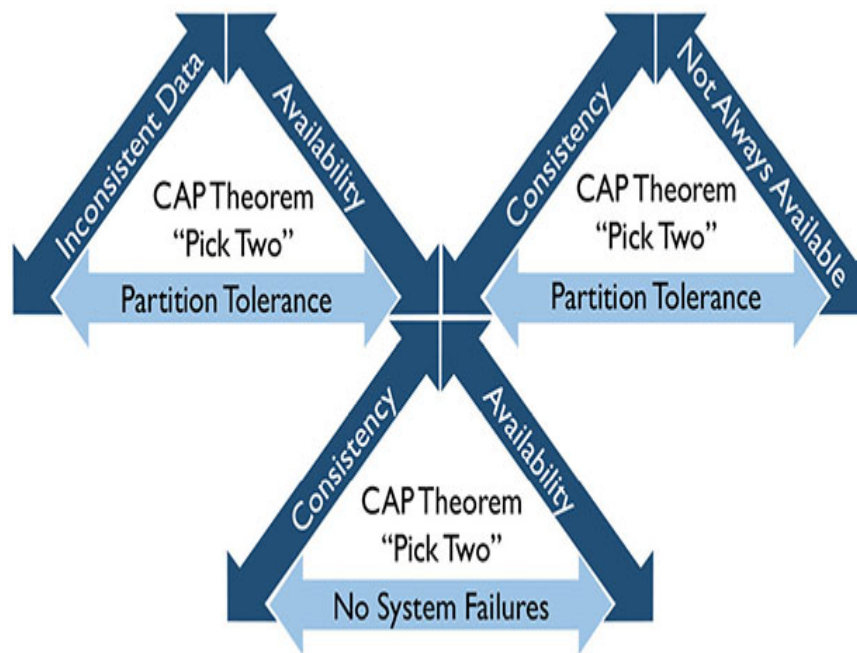 Inconsistent Data
Availability
CAP Theorem
“Pick Two”
Partition Tolerance
Consistency
Not Always Available
CAP Theorem
“Pick Two”
Partition Tolerance
Consistency
Availability
CAP Theorem
“Pick Two”
No System Failures